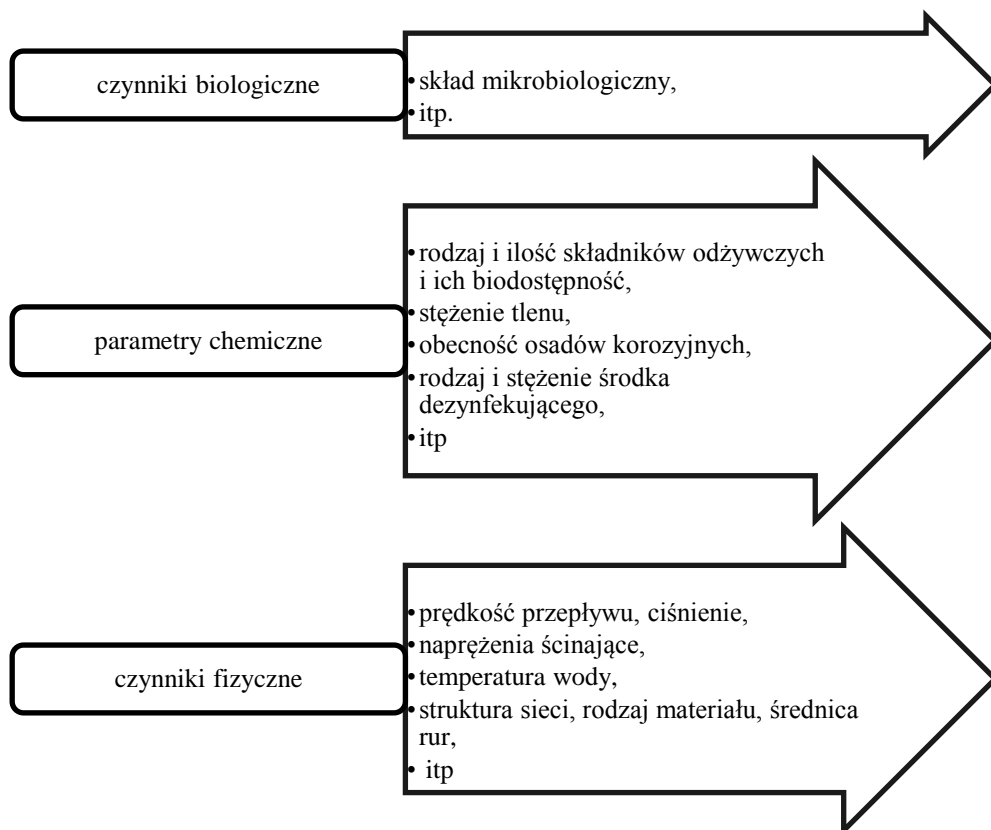 czynniki biologiczne
•skład mikrobiologiczny,
•itp.
parametry chemiczne
•rodzaj i ilość składników odżywczych
i ich biodostępność,
•stężenie tlenu,
•obecność osadów korozyjnych,
•rodzaj i stężenie środka
dezynfekującego,
•itp
czynniki fizyczne
•prędkość przepływu, ciśnienie,
•naprężenia ścinające,
•temperatura wody,
•struktura sieci, rodzaj materiału, średnica
rur,
• itp